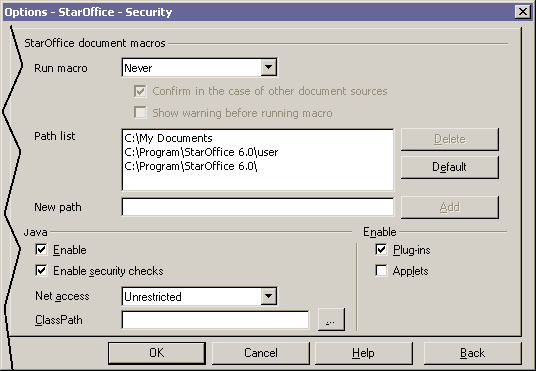 Options - StarOffice - Security
StarOffice document macros
Run macro Never
Confirm in the case of other document sources
Show warning before running macro
Path list C:\My Documents Delete
C:\Program\StarOffice 6.0\user
C:\Program\StarOffice 6.0\ Default
New path Add
Java Enable
Enable Plug-ins
Enable security checks Applets
Net access Unrestricted
ClassPath ...
OK Cancel Help Back